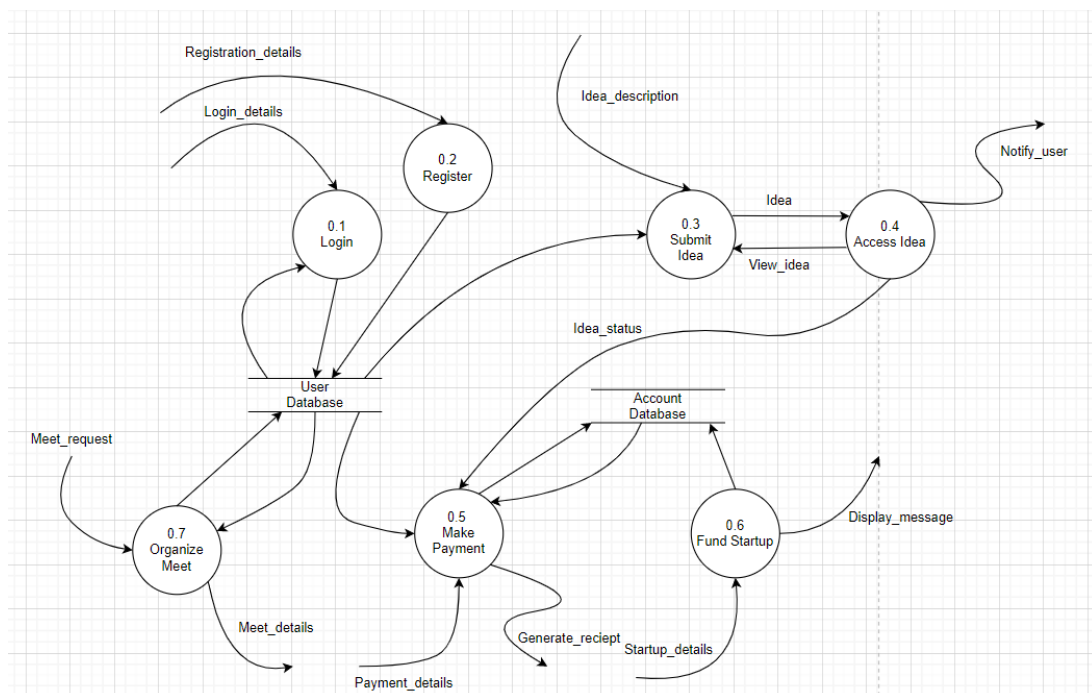 Registration_details
Login_details
Idea_description
Notify_user
0.2
Register
0.1
Login
0.3
Submit
Idea
Idea
View_idea
0.4
Access Idea
Idea_status
User
Database
Account
Database
Meet_request
0.7
Organize
Meet
0.5
Make
Payment
0.6
Fund Startup
Display_message
Meet_details
Generate_reciept
Startup_details
Payment_details